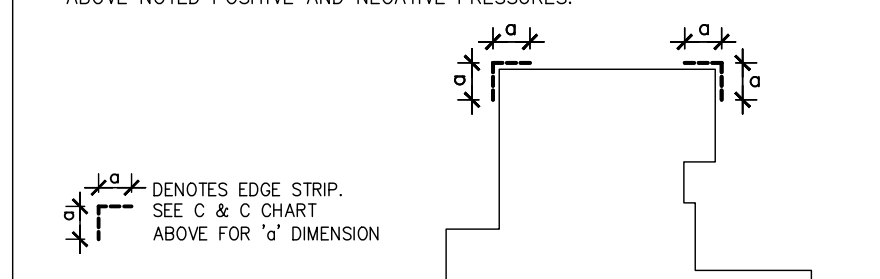 ABOVE NOTED POSITIVE AND NEGATIVE PRESSURES.
a a
a a
a
DENOTES EDGE STRIP.
a
SEE C & C CHART
ABOVE FOR 'a' DIMENSION